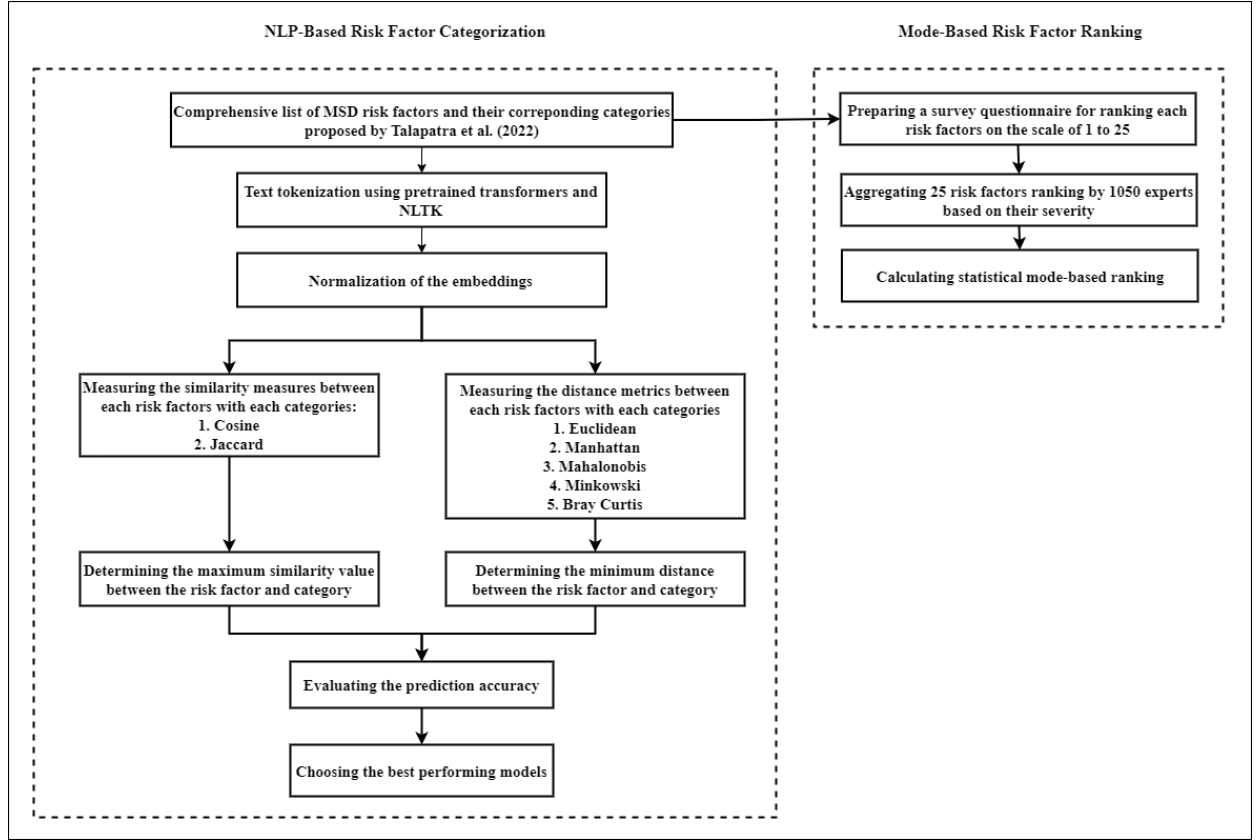 NLP-Based Risk Factor Categorization
Mode-Based Risk Factor Ranking
Comprehensive list of MSD risk factors and their correponding categories
proposed by Talapatra et al. (2022)
Text tokenization using pretrained transformers and
NLTK
Normalization of the embeddings
Measuring the similarity measures between
each risk factors with each categories:
1. Cosine
2. Jaccard
Measuring the distance metrics between
each risk factors with each categories
1. Euclidean
2. Manhattan
3. Mahalonobis
4. Minkowski
5. Bray Curtis
Determining the maximum similarity value
between the risk factor and category
Determining the minimum distance
between the risk factor and category
Evaluating the prediction accuracy
Choosing the best performing models
Preparing a survey questionnaire for ranking each
risk factors on the scale of 1 to 25
Aggregating 25 risk factors ranking by 1050 experts
based on their severity
Calculating statistical mode-based ranking